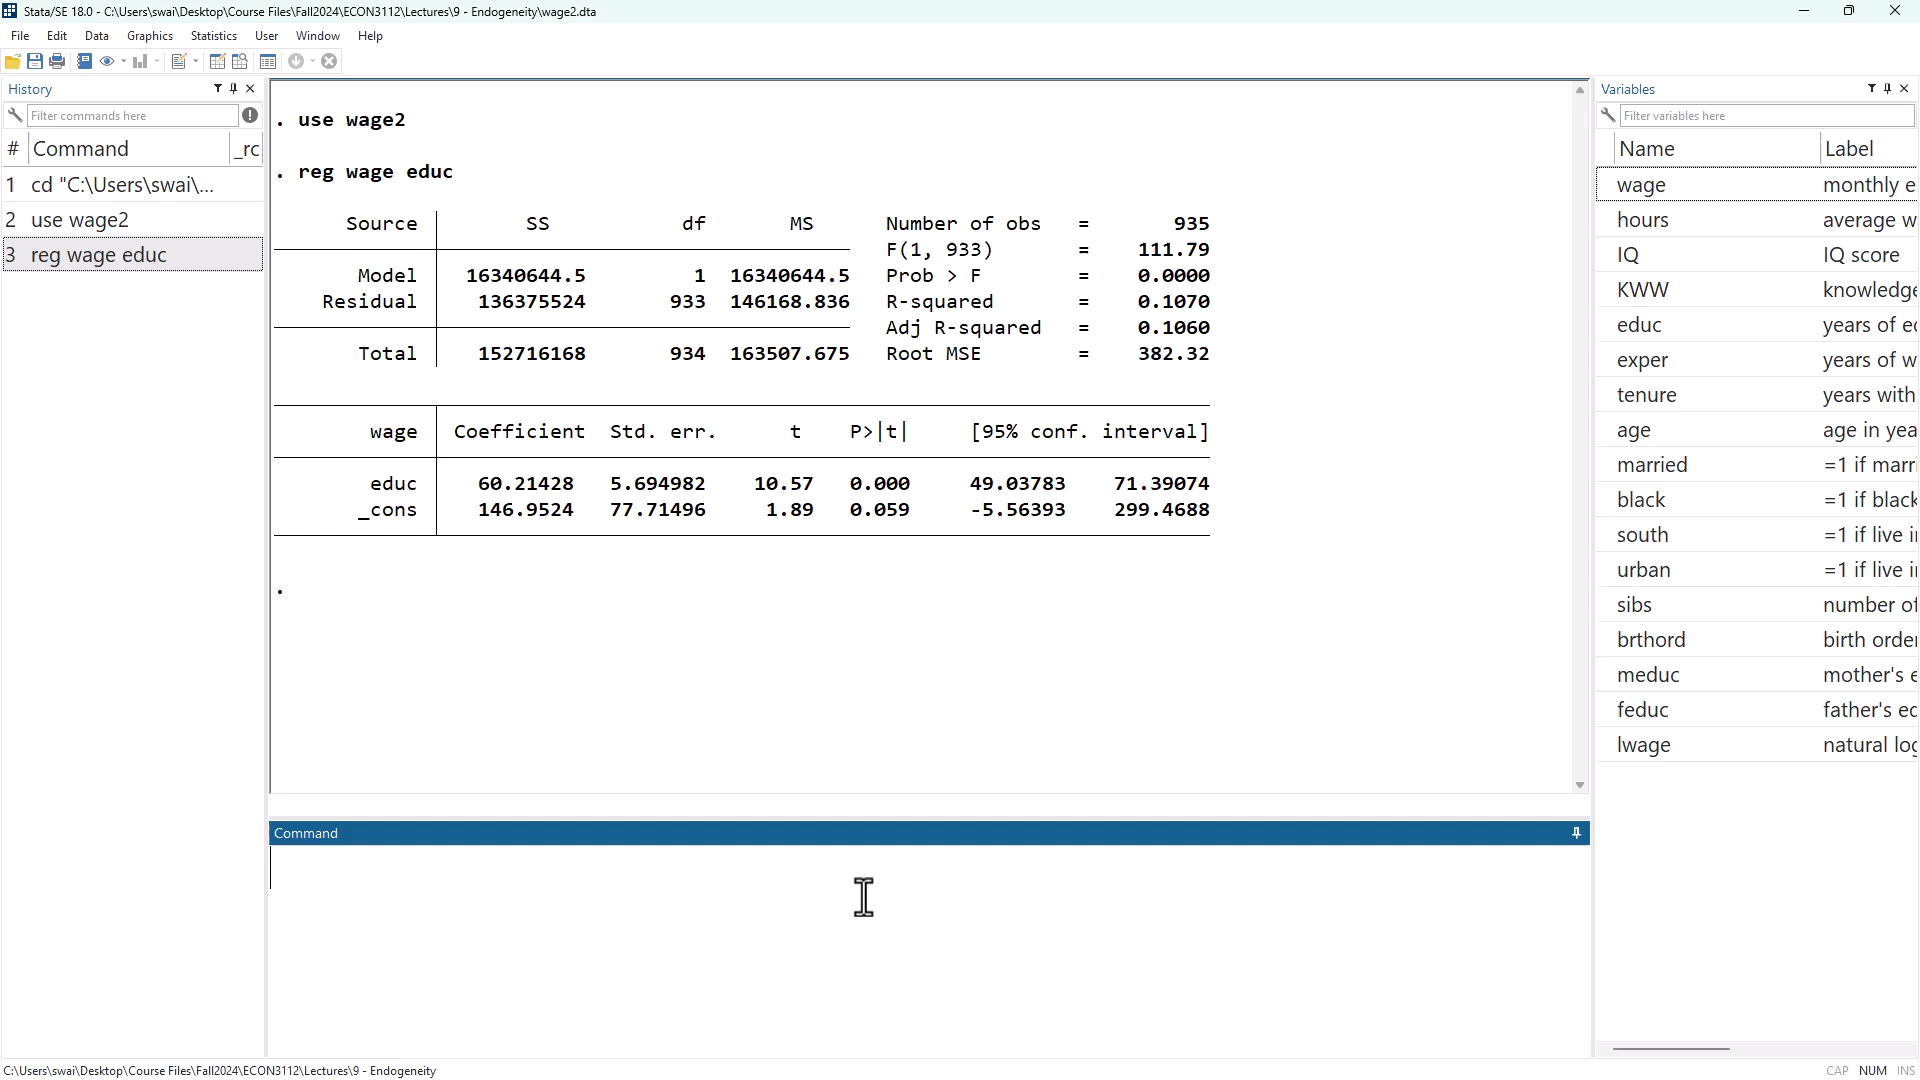 Stata/SE 18.0 - C:\Users\swai\Desktop\Course Files\Fall2024\ECON3112\Lectures\9 - Endogeneity\wage2.dta
File Edit Data Graphics Statistics User Window Help
History
Filter commands here
# Command _rc
1 cd "C:\Users\swai\...
2 use wage2
3 reg wage educ
. use wage2
. reg wage educ
Source SS df MS Number of obs = 935
F(1, 933) = 111.79
Model 16340644.5 1 16340644.5 Prob > F = 0.0000
Residual 136375524 933 146168.836 R-squared = 0.1070
Adj R-squared = 0.1060
Total 152716168 934 163507.675 Root MSE = 382.32
wage Coefficient Std. err. t P>|t| [95% conf. interval]
educ 60.21428 5.694982 10.57 0.000 49.03783 71.39074
_cons 146.9524 77.71496 1.89 0.059 -5.56393 299.4688
.
Command
Variables
Filter variables here
Name Label
wage monthly e
hours average w
IQ IQ score
KWW knowledge
educ years of ec
exper years of w
tenure years with
age age in yea
married =1 if marri
black =1 if black
south =1 if live i
urban =1 if live i
sibs number of
brthord birth order
meduc mother's e
feduc father's ec
lwage natural log
C:\Users\swai\Desktop\Course Files\Fall2024\ECON3112\Lectures\9 - Endogeneity
CAP NUM INS